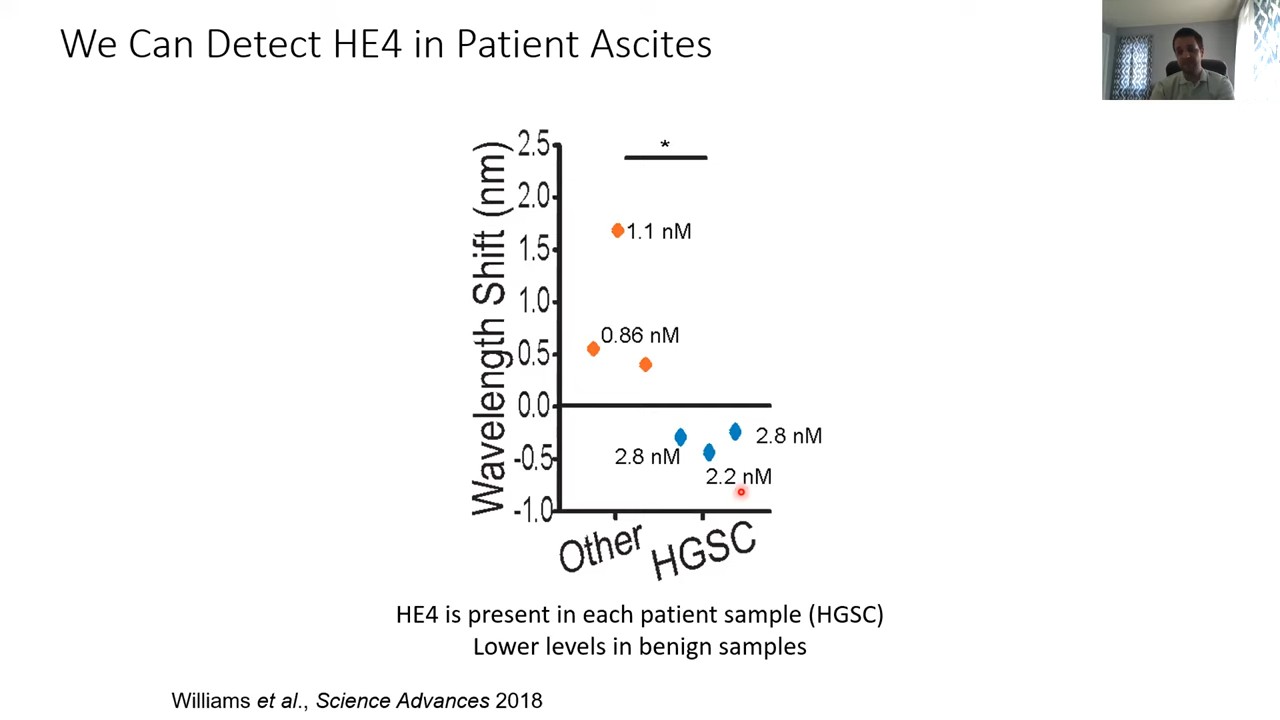 We Can Detect HE4 in Patient Ascites
Wavelength Shift (nm)
2.5
2.0
1.5
1.0
0.5
0.0
-0.5
-1.0
*
1.1 nM
0.86 nM
2.8 nM
2.8 nM
2.2 nM
Other
HGSC
HE4 is present in each patient sample (HGSC)
Lower levels in benign samples
Williams et al., Science Advances 2018